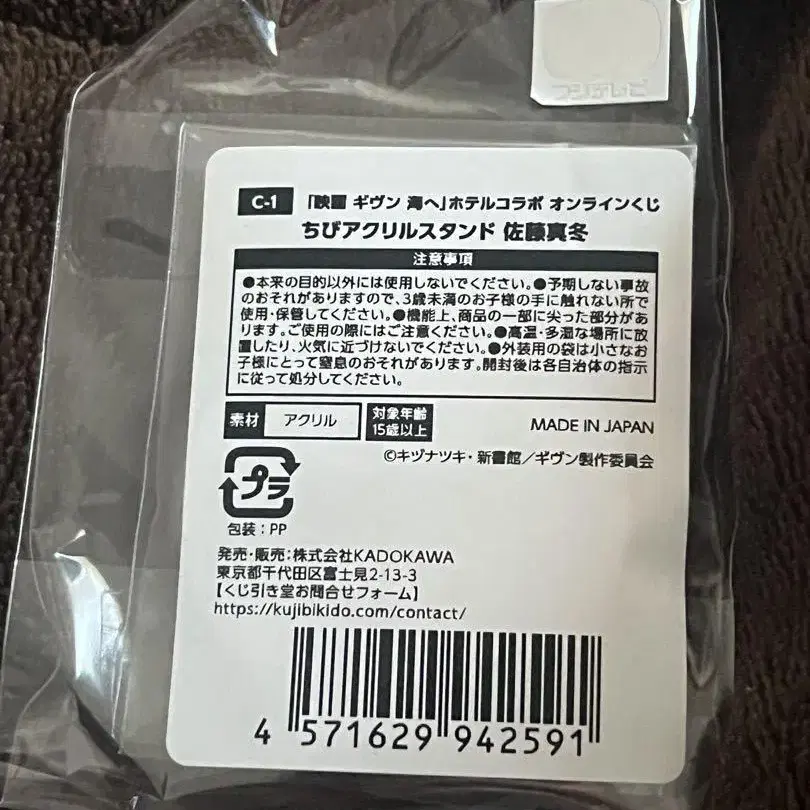 フジテレビ
C-1 「映画 ギヴン 海へ」ホテルコラボ オンラインくじ
ちびアクリルスタンド 佐藤真冬
注意事項
●本来の目的以外には使用しないでください。●予期しない事故
のおそれがありますので、3歳未満のお子様の手に触れない所で
使用・保管してください。●機能上、商品の一部に尖った部分があ
ります。ご使用の際にはご注意ください。●高温・多湿な場所に放
置したり、火気に近づけないでください。●外装用の袋は小さなお
子様にとって窒息のおそれがあります。開封後は各自治体の指示
に従って処分してください。
素材 アクリル 対象年齢
15歳以上 MADE IN JAPAN
©キヅナツキ・新書館／ギヴン製作委員会
プラ
包装：PP
発売・販売：株式会社KADOKAWA
東京都千代田区富士見2-13-3
【くじ引き堂お問合せフォーム】
https://kujibikido.com/contact/
4 571629 942591